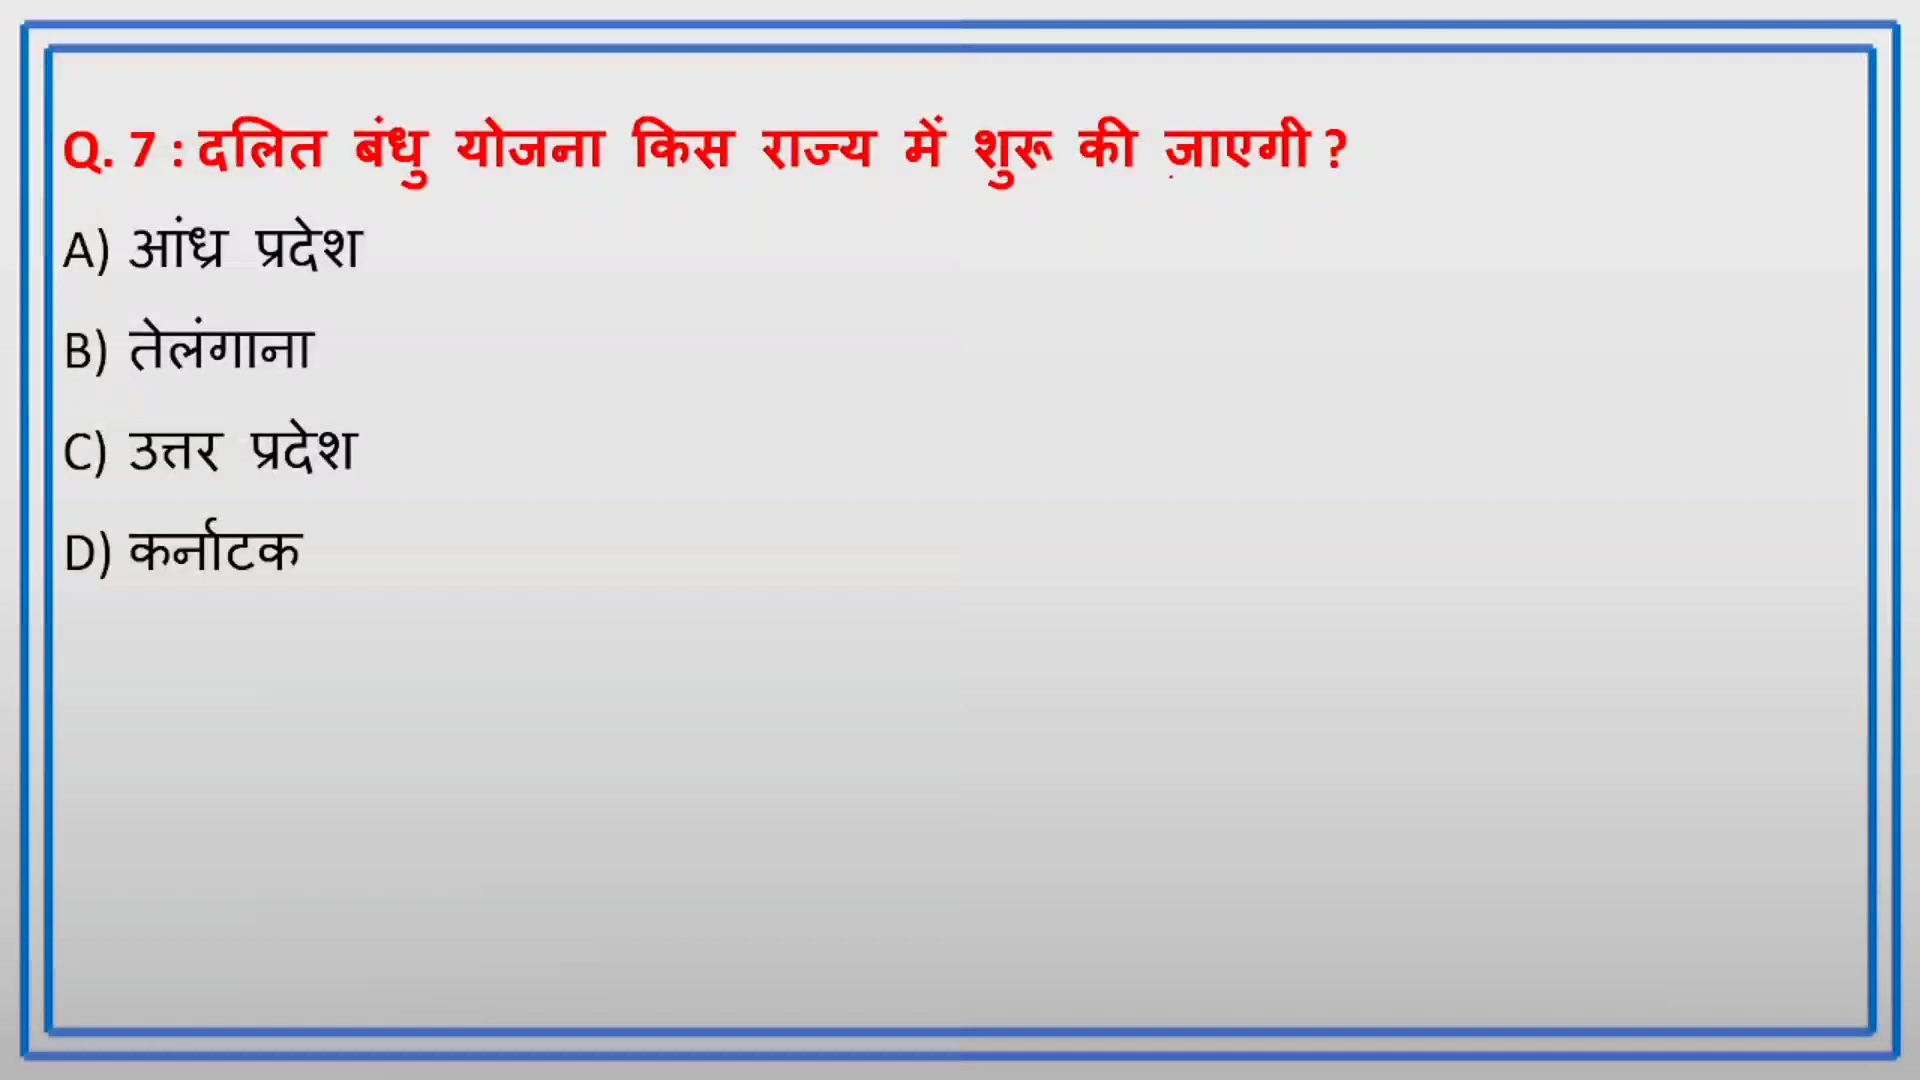 Q. 7 : दलित बंधु योजना किस राज्य में शुरू की जाएगी ?
A) आंध्र प्रदेश
B) तेलंगाना
C) उत्तर प्रदेश
D) कर्नाटक